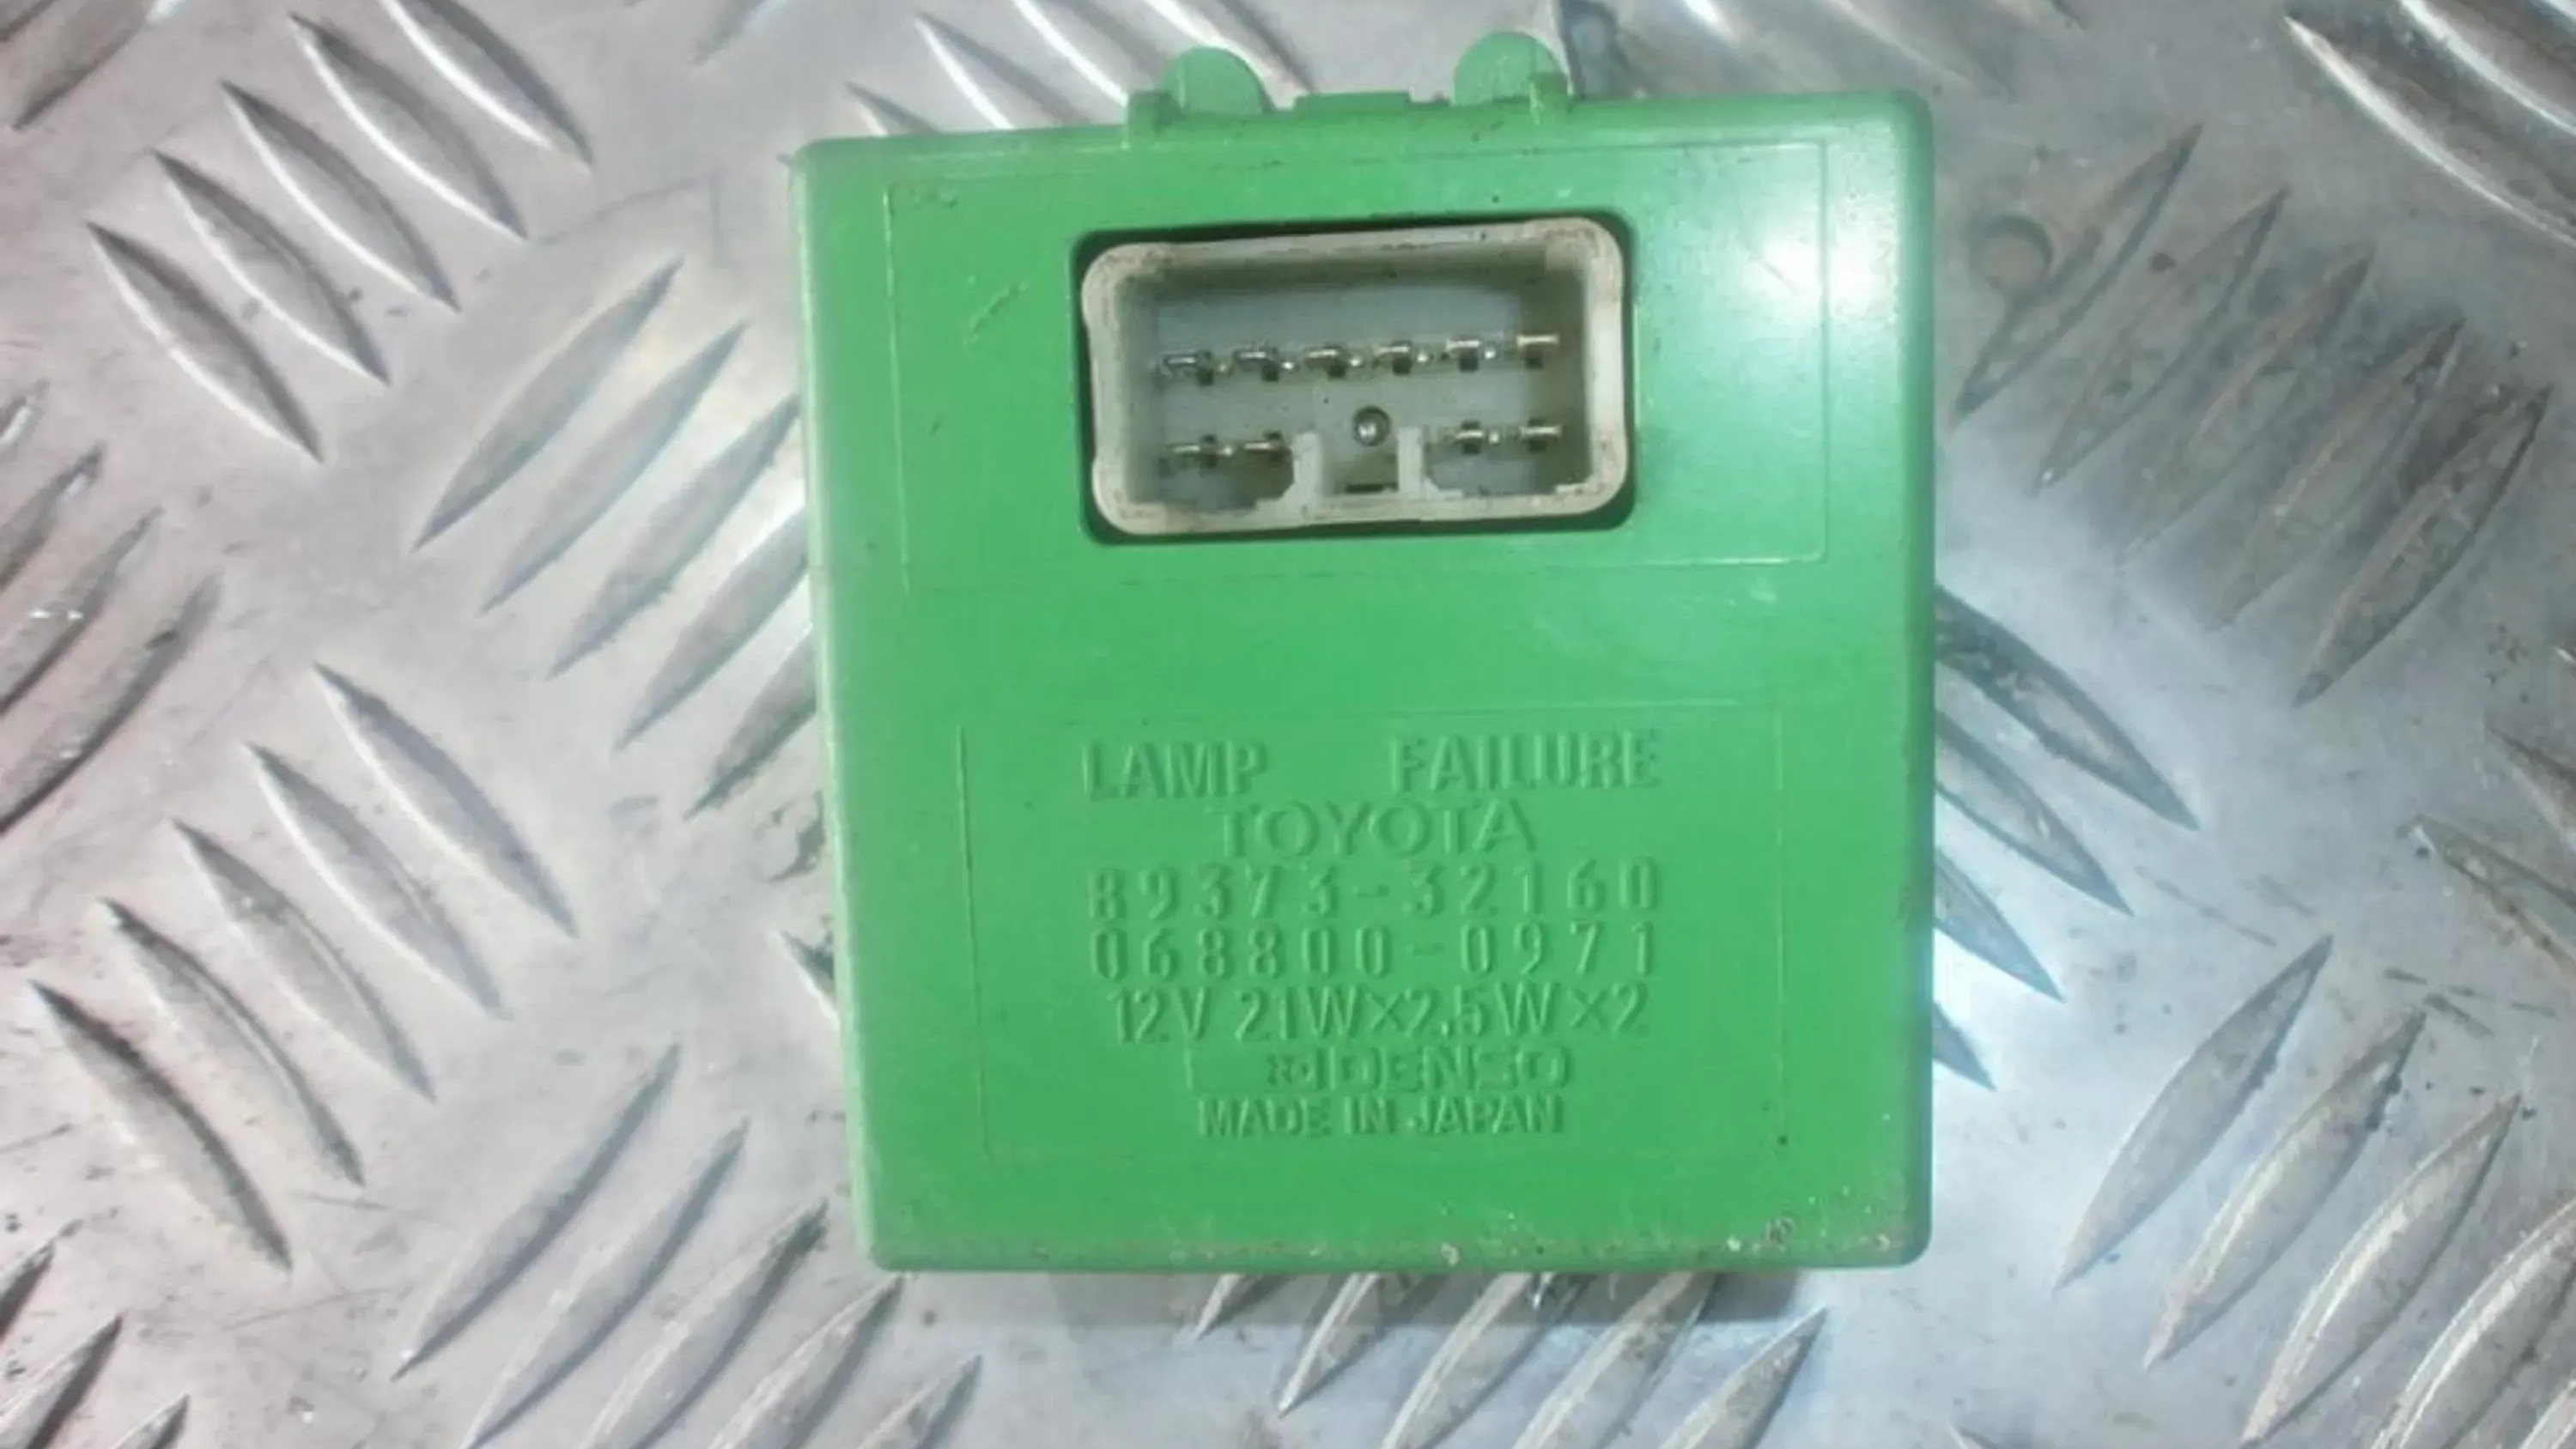 LAMP FAILURE
TOYOTA
89373-32160
068800-0971
12V 21W×2,5W×2
DENSO
MADE IN JAPAN